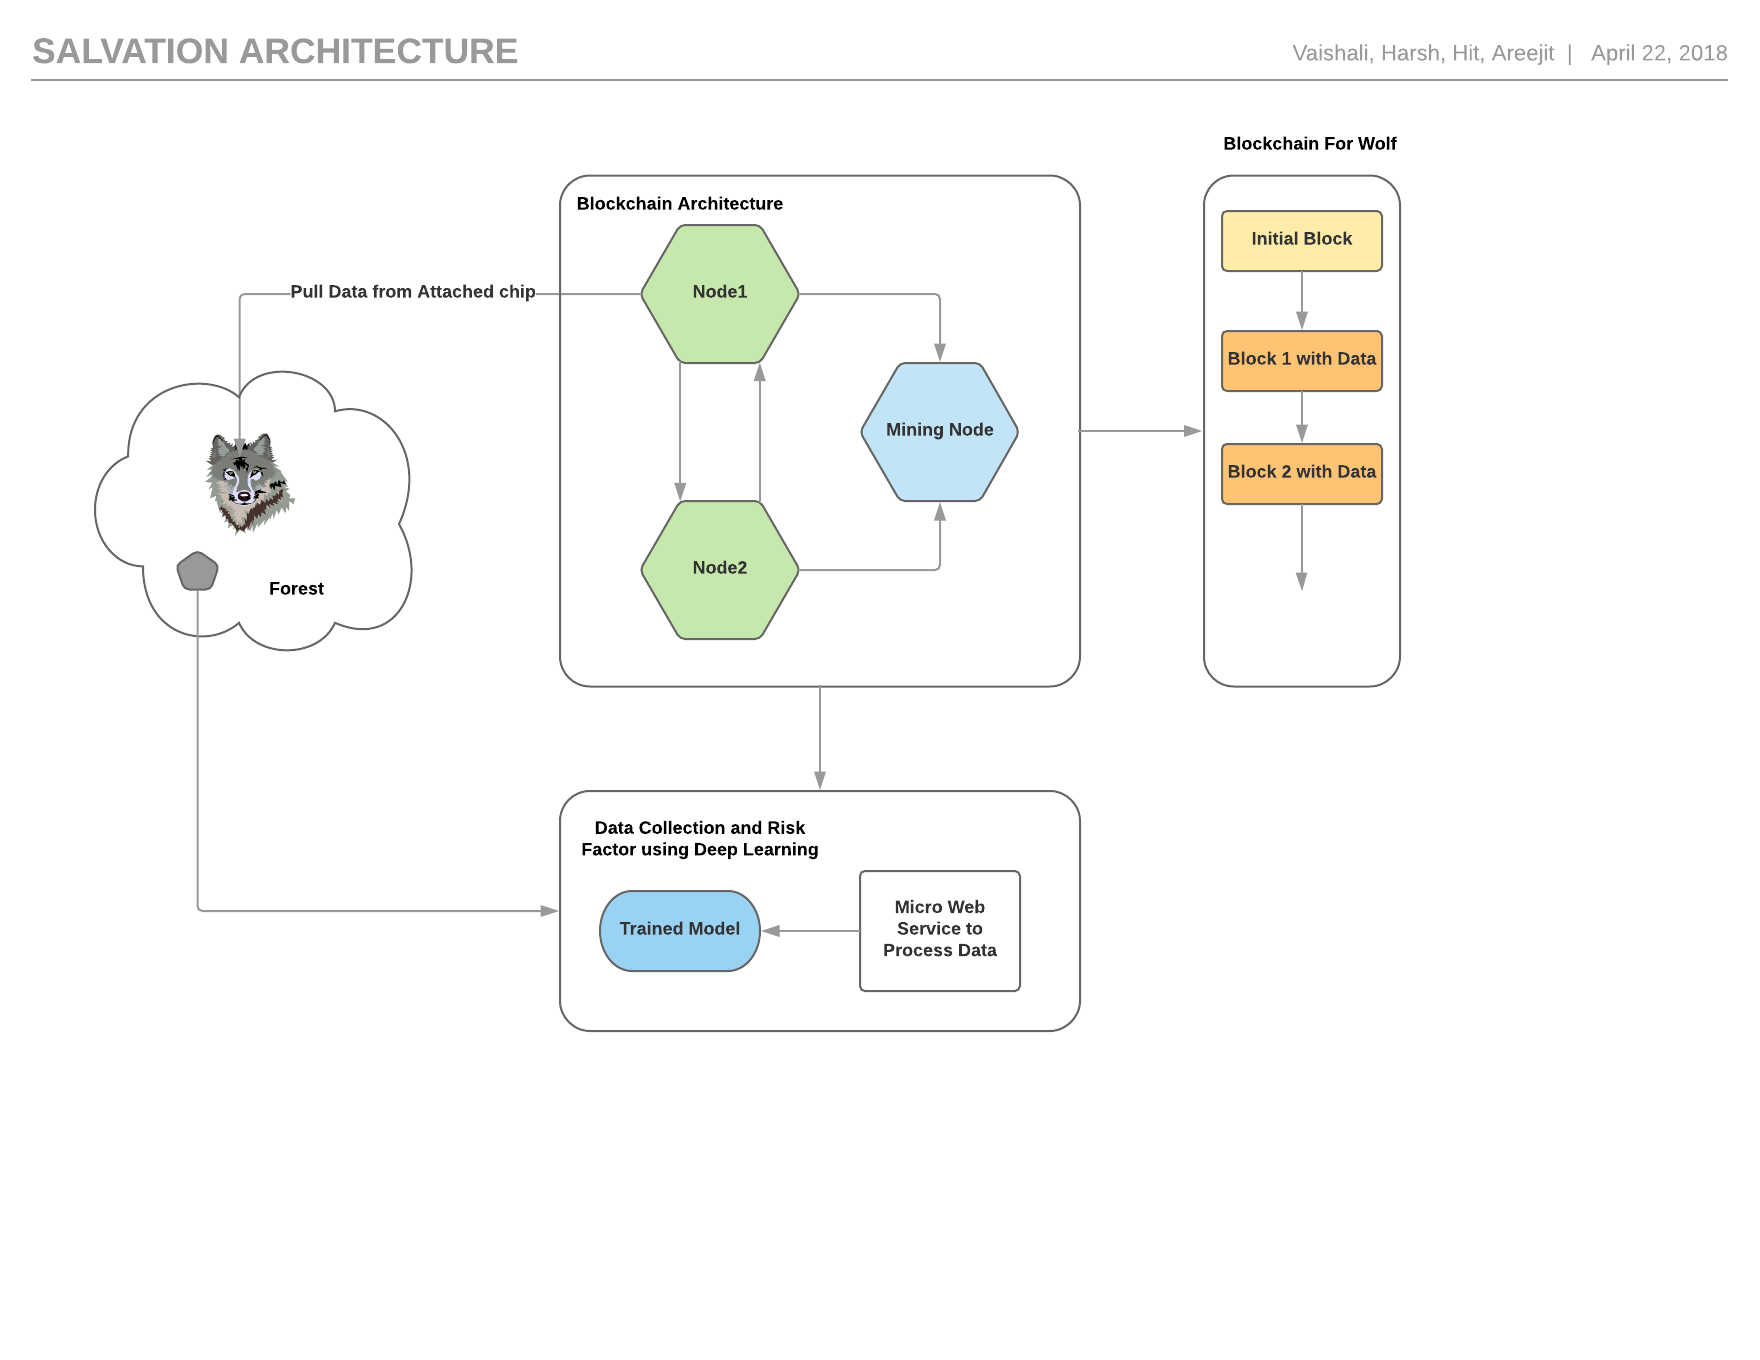 SALVATION ARCHITECTURE
Vaishali, Harsh, Hit, Areejit | April 22, 2018
Blockchain For Wolf
Blockchain Architecture
Initial Block
Pull Data from Attached chip
Node1
Block 1 with Data
Mining Node
Block 2 with Data
Node2
Forest
Data Collection and Risk
Factor using Deep Learning
Trained Model
Micro Web
Service to
Process Data